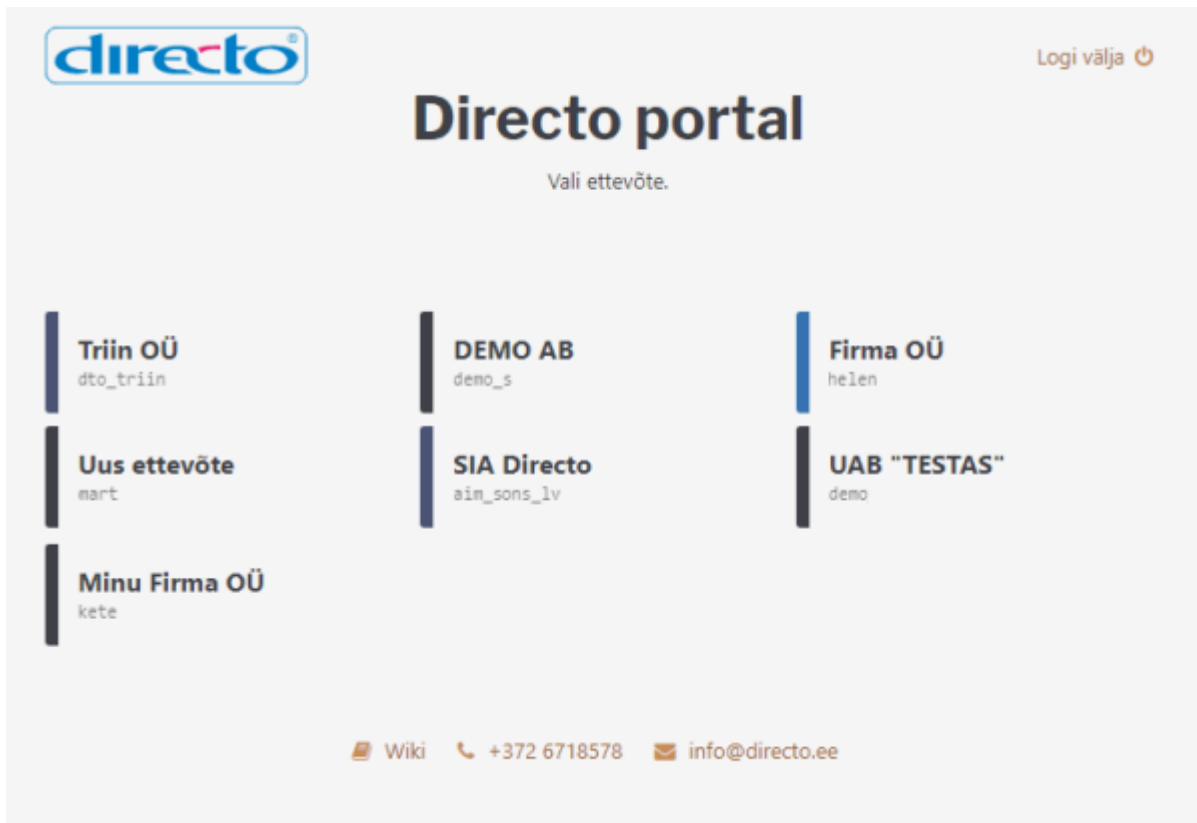 directo®
Logi välja
Directo portal
Vali ettevõte.
Triin OÜ
dto_triin
DEMO AB
demo_s
Firma OÜ
helen
Uus ettevõte
mart
SIA Directo
aim_sons_lv
UAB "TESTAS"
demo
Minu Firma OÜ
kete
Wiki +372 6718578 info@directo.ee